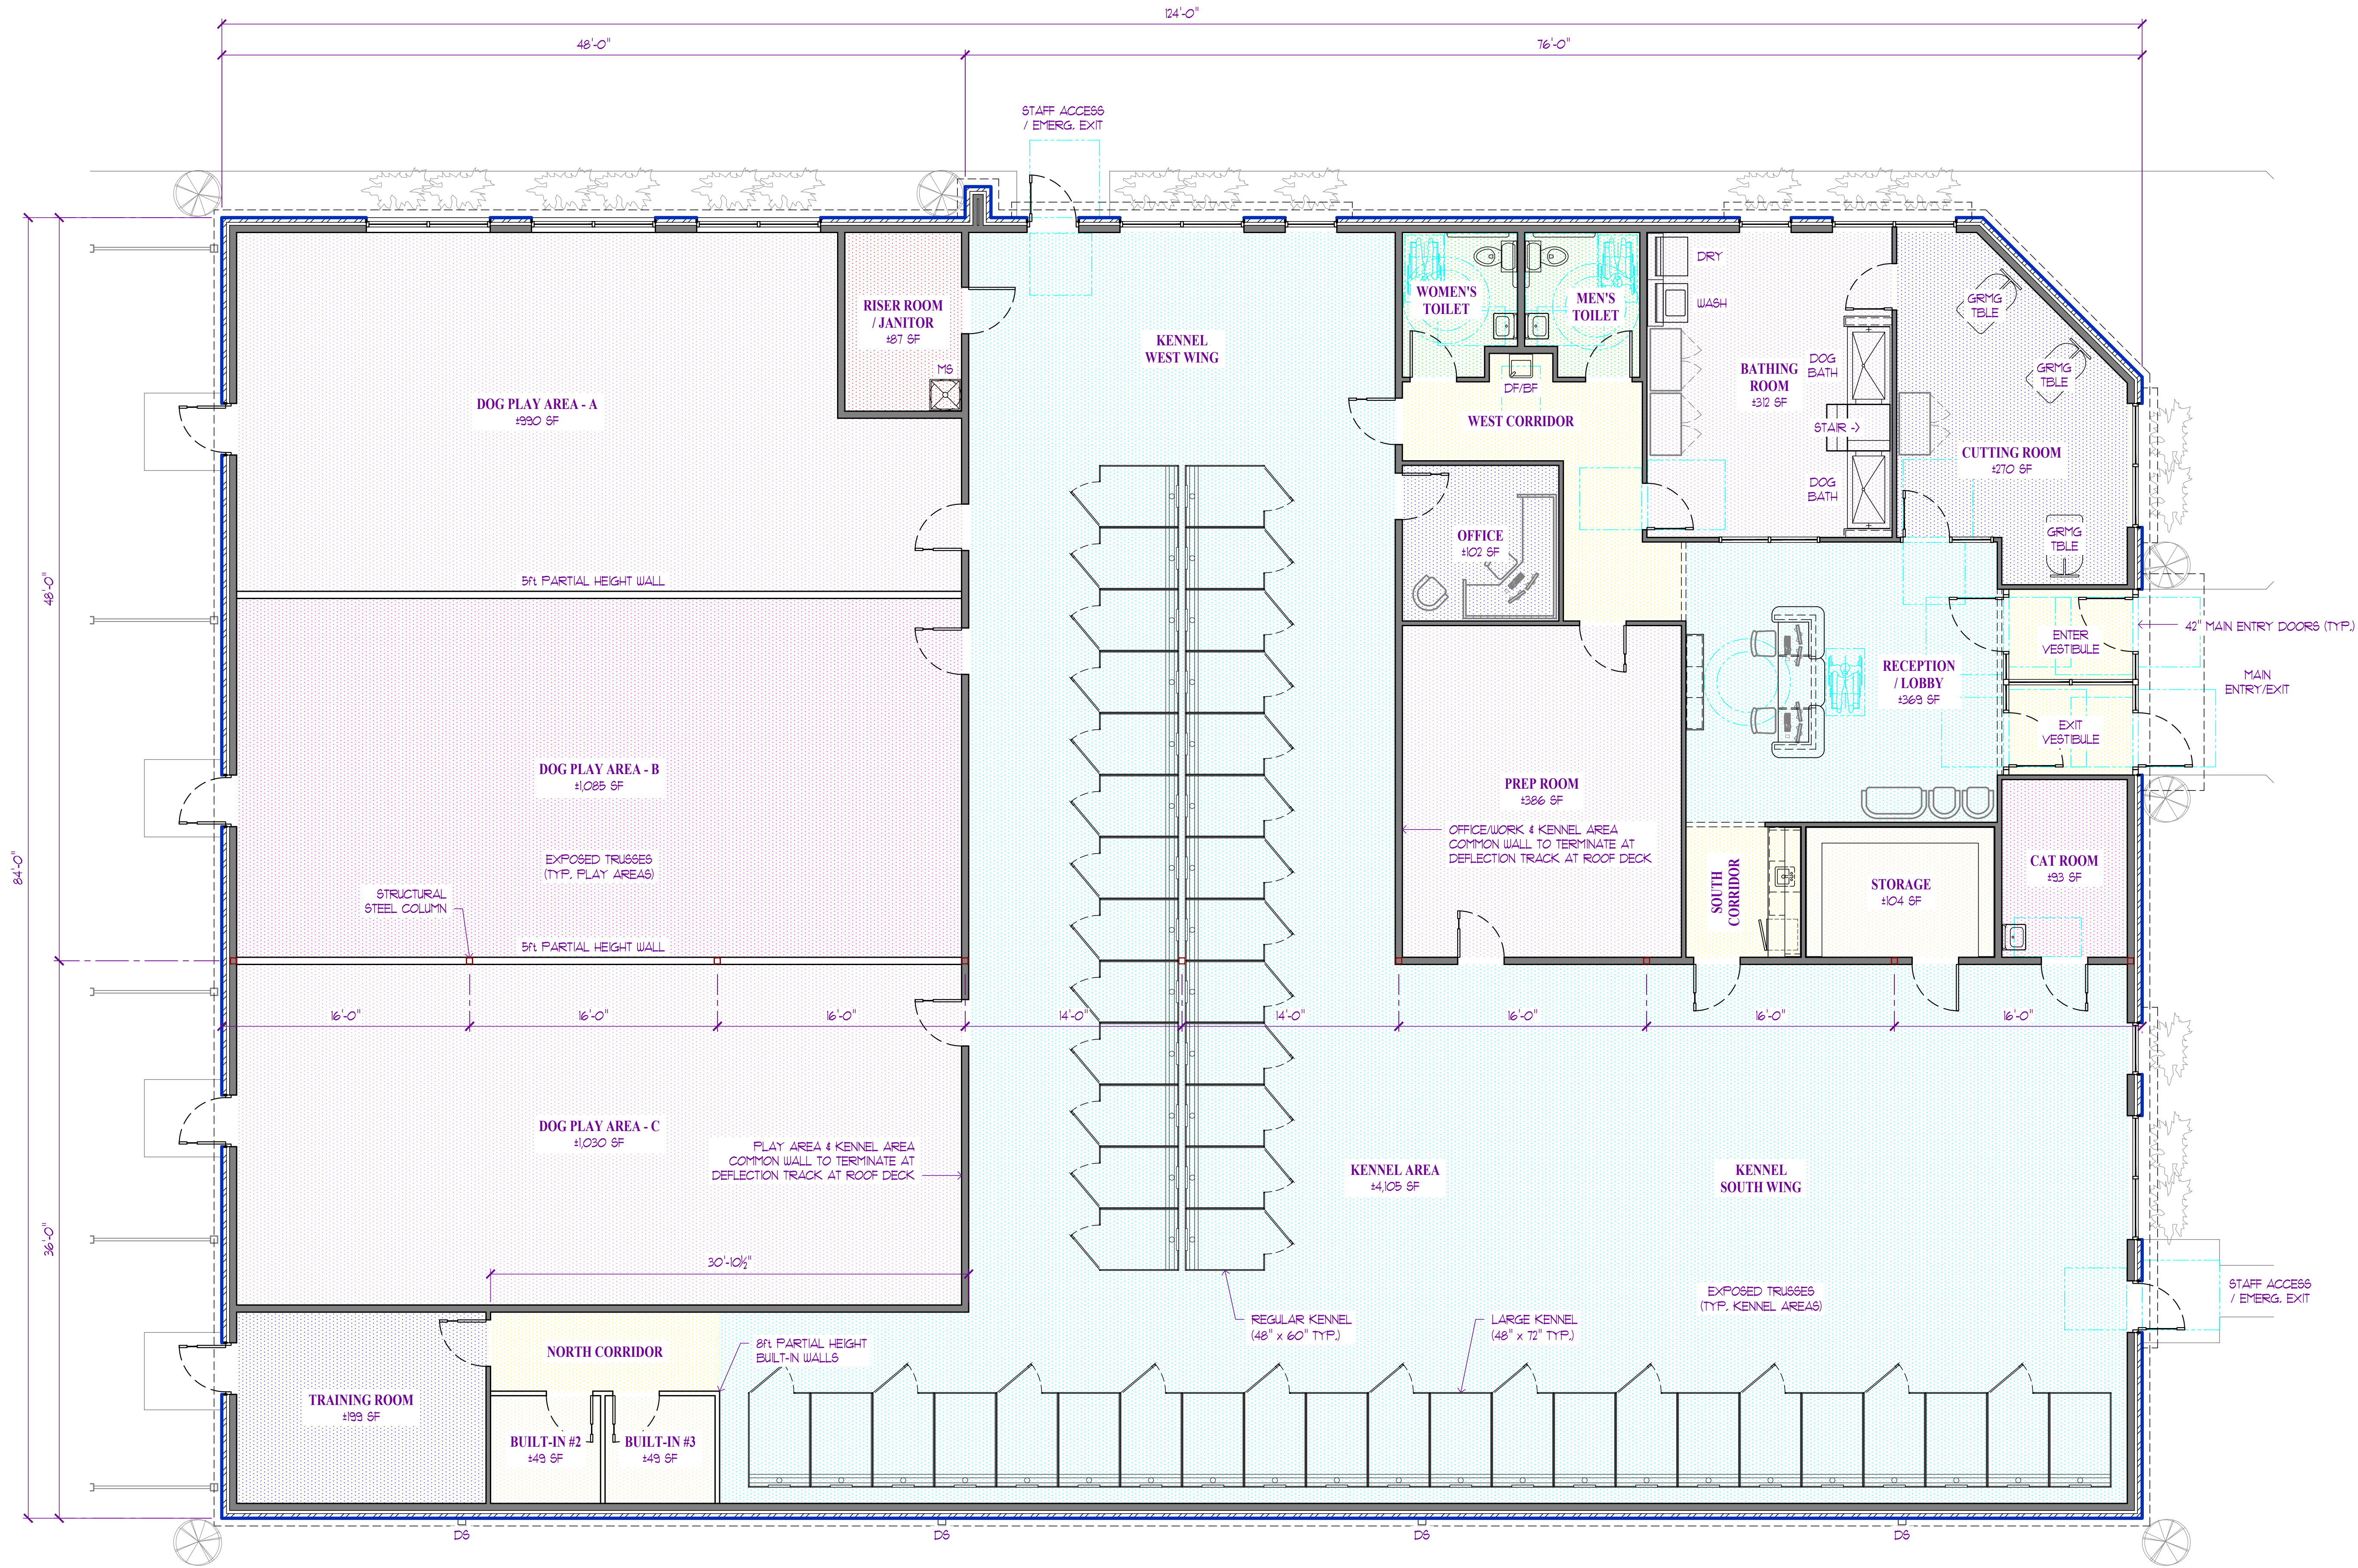 124'-0"
48'-0"
76'-0"
STAFF ACCESS
/ EMERG. EXIT
DRY
WASH
WOMEN'S
TOILET
MEN'S
TOILET
GRMG
TBLE
RISER ROOM
/ JANITOR
±87 SF
MS
KENNEL
WEST WING
DF/BF
BATHING
ROOM
±312 SF
DOG
BATH
GRMG
TBLE
DOG PLAY AREA - A
±990 SF
WEST CORRIDOR
STAIR ->
CUTTING ROOM
±270 SF
DOG
BATH
OFFICE
±102 SF
GRMG
TBLE
48'-0"
5ft PARTIAL HEIGHT WALL
42" MAIN ENTRY DOORS (TYP.)
ENTER
VESTIBULE
RECEPTION
/ LOBBY
±369 SF
MAIN
ENTRY/EXIT
EXIT
VESTIBULE
DOG PLAY AREA - B
±1,085 SF
PREP ROOM
±386 SF
OFFICE/WORK & KENNEL AREA
COMMON WALL TO TERMINATE AT
DEFLECTION TRACK AT ROOF DECK
84'-0"
EXPOSED TRUSSES
(TYP. PLAY AREAS)
STRUCTURAL
STEEL COLUMN
SOUTH
CORRIDOR
STORAGE
±104 SF
CAT ROOM
±93 SF
5ft PARTIAL HEIGHT WALL
16'-0"
16'-0"
16'-0"
14'-0"
14'-0"
16'-0"
16'-0"
16'-0"
DOG PLAY AREA - C
±1,030 SF
PLAY AREA & KENNEL AREA
COMMON WALL TO TERMINATE AT
DEFLECTION TRACK AT ROOF DECK
KENNEL AREA
±4,105 SF
KENNEL
SOUTH WING
36'-0"
30'-10½"
EXPOSED TRUSSES
(TYP. KENNEL AREAS)
STAFF ACCESS
/ EMERG. EXIT
REGULAR KENNEL
(48" x 60" TYP.)
LARGE KENNEL
(48" x 72" TYP.)
NORTH CORRIDOR
8ft PARTIAL HEIGHT
BUILT-IN WALLS
TRAINING ROOM
±199 SF
BUILT-IN #2
±49 SF
BUILT-IN #3
±49 SF
DS
DS
DS
DS